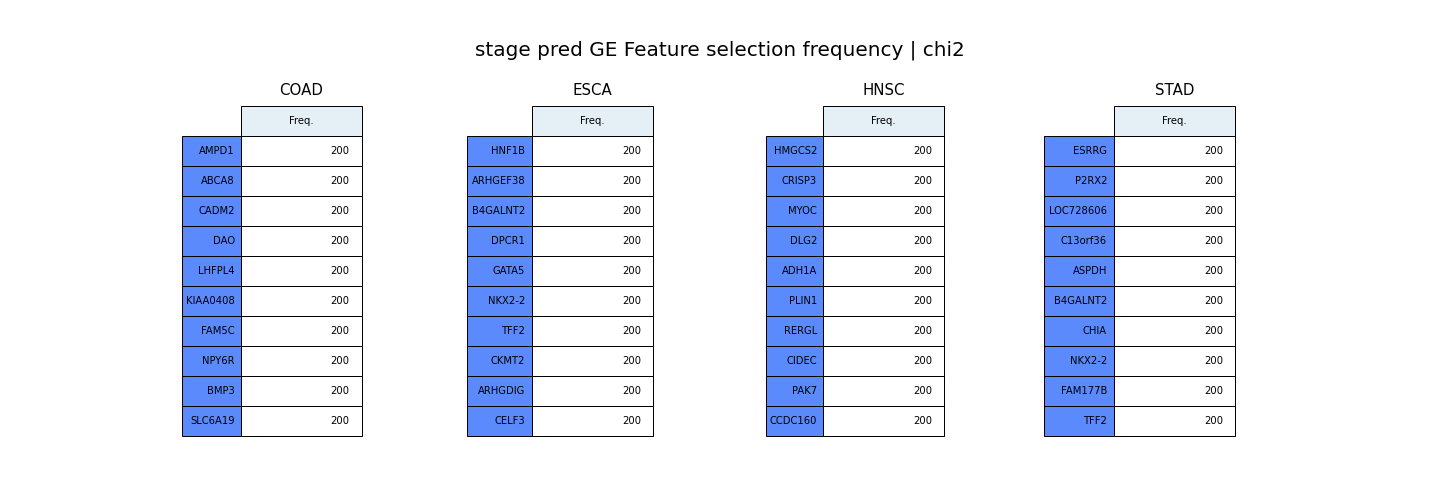 stage pred GE Feature selection frequency | chi2
COAD
Freq.
AMPD1 200
ABCA8 200
CADM2 200
DAO 200
LHFPL4 200
KIAA0408 200
FAM5C 200
NPY6R 200
BMP3 200
SLC6A19 200
ESCA
Freq.
HNF1B 200
ARHGEF38 200
B4GALNT2 200
DPCR1 200
GATA5 200
NKX2-2 200
TFF2 200
CKMT2 200
ARHGDIG 200
CELF3 200
HNSC
Freq.
HMGCS2 200
CRISP3 200
MYOC 200
DLG2 200
ADH1A 200
PLIN1 200
RERGL 200
CIDEC 200
PAK7 200
CCDC160 200
STAD
Freq.
ESRRG 200
P2RX2 200
LOC728606 200
C13orf36 200
ASPDH 200
B4GALNT2 200
CHIA 200
NKX2-2 200
FAM177B 200
TFF2 200